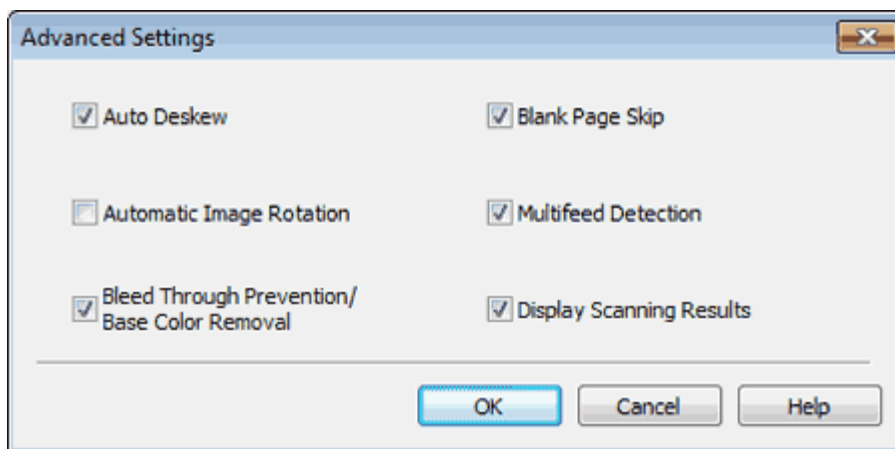 Advanced Settings
Auto Deskew
Blank Page Skip
Automatic Image Rotation
Multifeed Detection
Bleed Through Prevention/
Base Color Removal
Display Scanning Results
OK
Cancel
Help